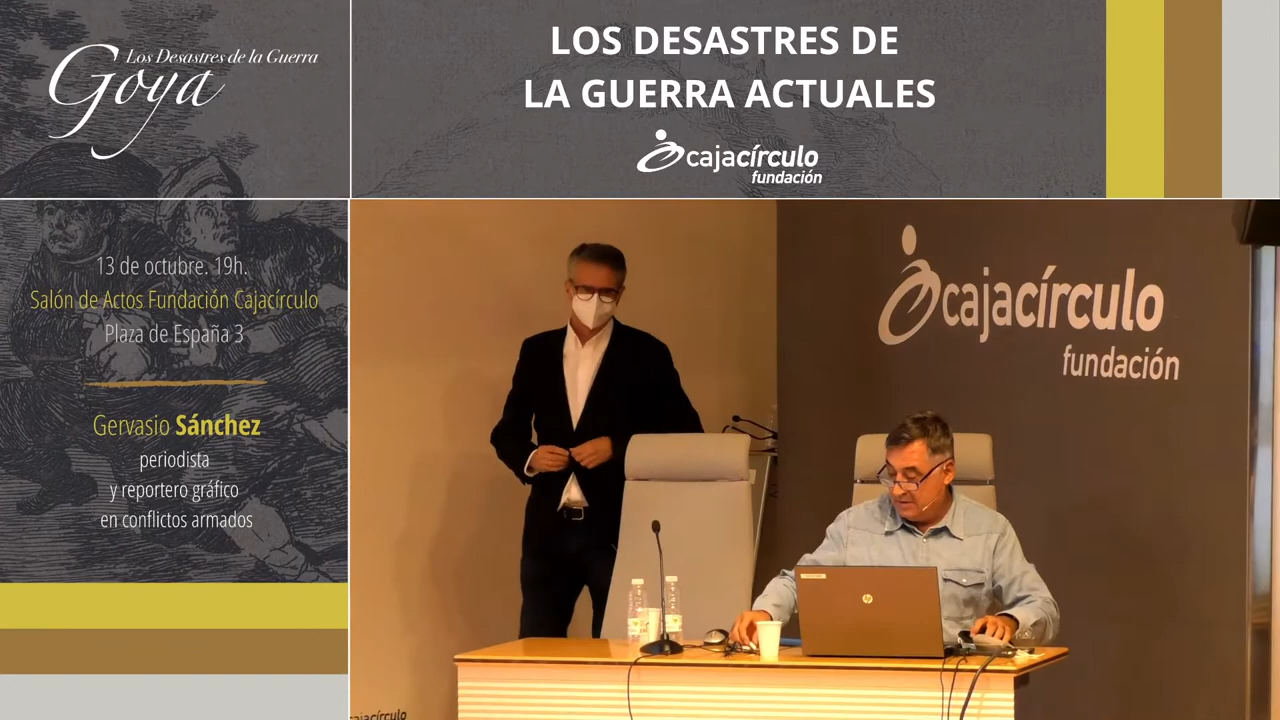 Los Desastres de la Guerra
Goya
LOS DESASTRES DE
LA GUERRA ACTUALES
cajacírculo
fundación
13 de octubre. 19h.
Salón de Actos Fundación Cajacírculo
Plaza de España 3
Gervasio Sánchez
periodista
y reportero gráfico
en conflictos armados
cajacírculo
fundación
hp
cajacírculo